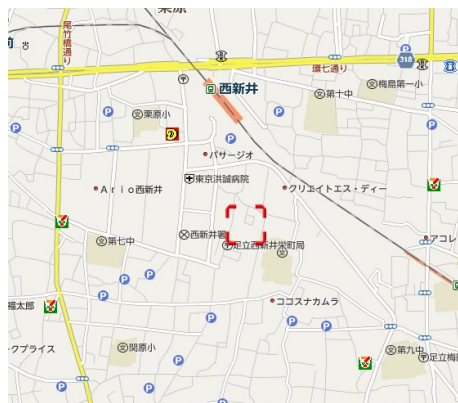 栗原
尾竹橋通り
前
318
環七通り
西新井
梅島第一小
第十中
栗原小
パサージオ
東京洪誠病院
Ario西新井
クリエイトエス・ディー
西新井署
第七中
足立西新井栄町局
アコレ
福太郎
ココスナカムラ
クプライス
関原小
第九中
足立梅